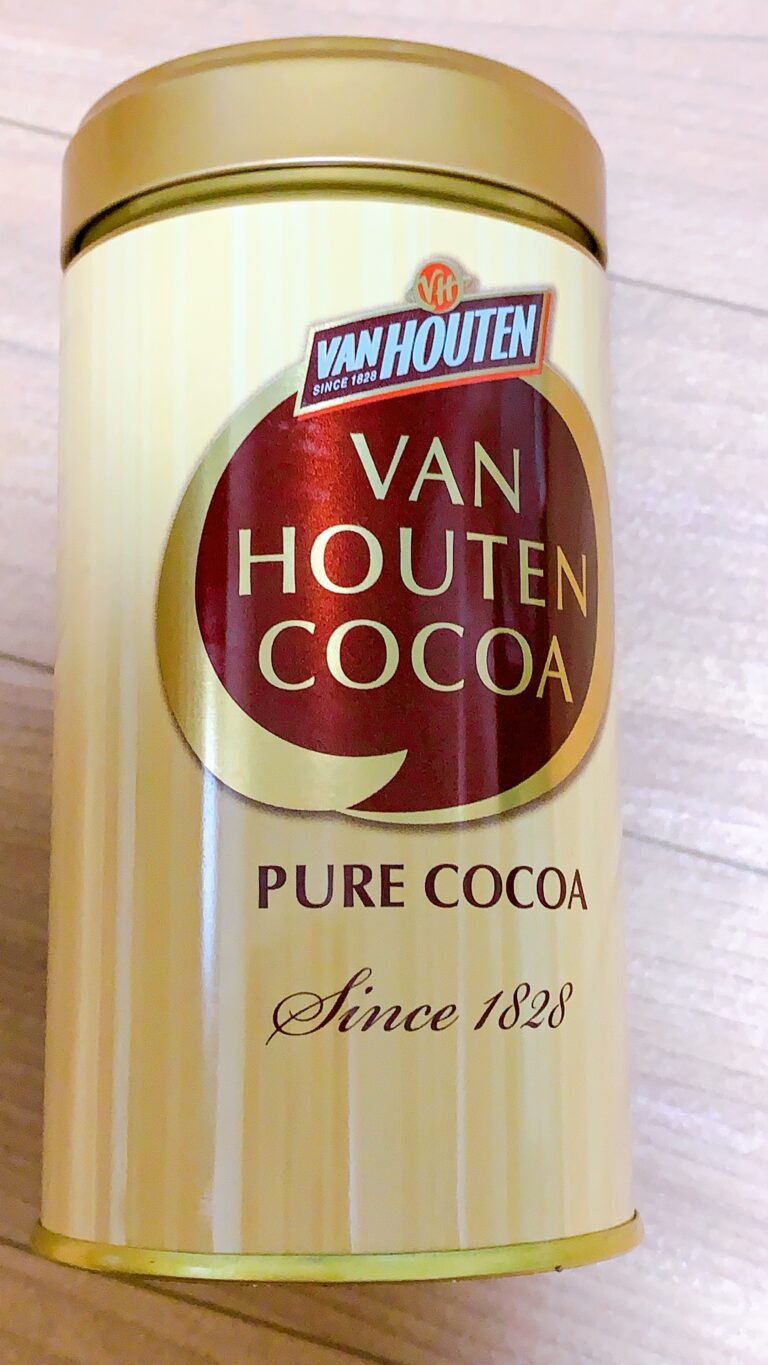 VH
VAN HOUTEN
SINCE 1828
VAN
HOUTEN
COCOA
PURE COCOA
Since 1828